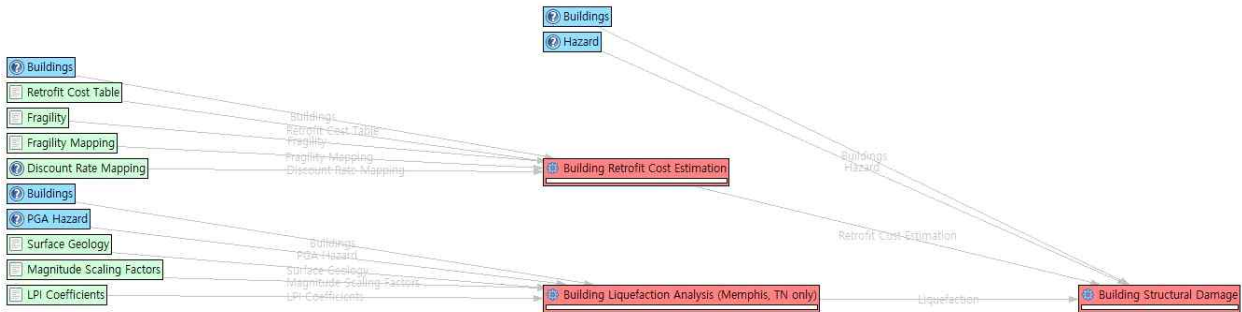 Buildings
Hazard
Buildings
Retrofit Cost Table
Fragility
Fragility Mapping
Discount Rate Mapping
Buildings
PGA Hazard
Surface Geology
Magnitude Scaling Factors
LPI Coefficients
Buildings
Retrofit Cost Table
Fragility
Fragility Mapping
Discount Rate Mapping
Building Retrofit Cost Estimation
Buildings
PGA Hazard
Surface Geology
Magnitude Scaling Factors
LPI Coefficients
Building Liquefaction Analysis (Memphis, TN only)
Buildings
Hazard
Retrofit Cost Estimation
Liquefaction
Building Structural Damage